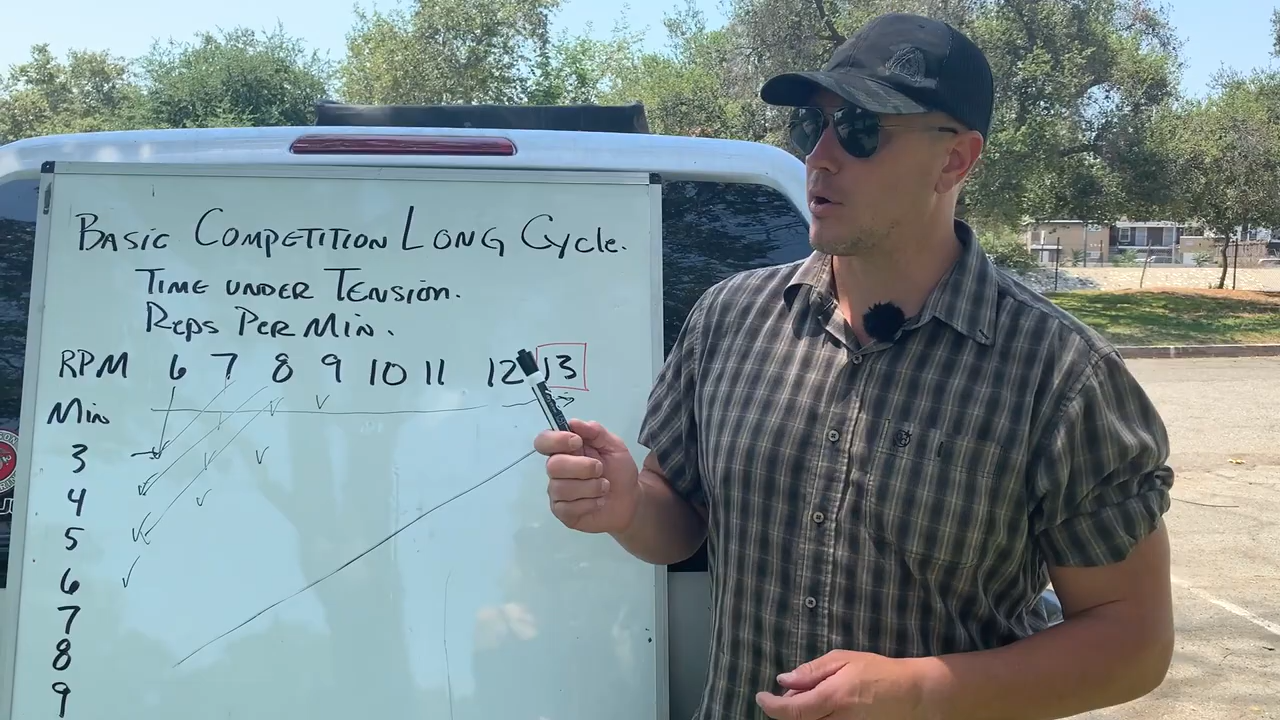 Basic Competition Long Cycle.
Time under Tension.
Reps Per Min.
RPM 6 7 8 9 10 11 12 13
Min
3
4
5
6
7
8
9